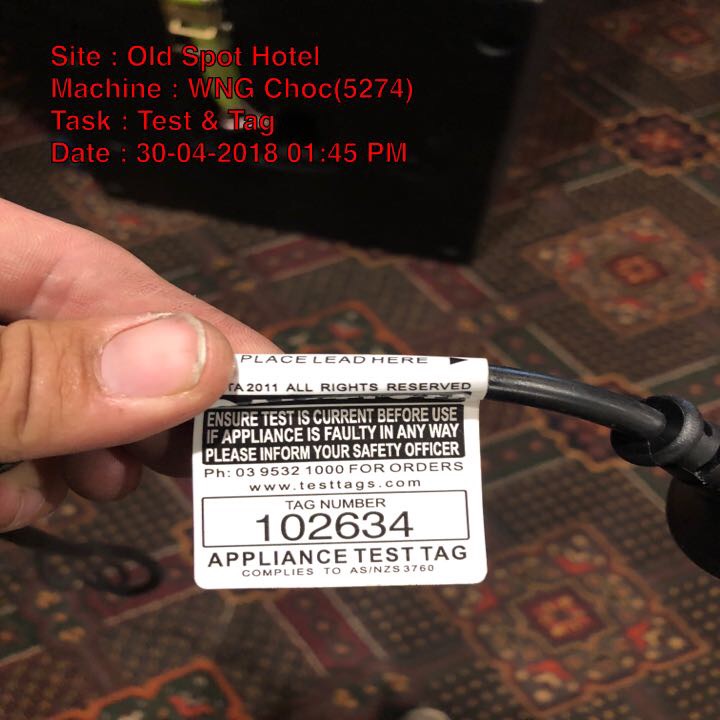 Site : Old Spot Hotel
Machine : WNG Choc(5274)
Task : Test & Tag
Date : 30-04-2018 01:45 PM
PLACE LEAD HERE
TA 2011 ALL RIGHTS RESERVED
ENSURE TEST IS CURRENT BEFORE USE
IF APPLIANCE IS FAULTY IN ANY WAY
PLEASE INFORM YOUR SAFETY OFFICER
Ph: 03 9532 1000 FOR ORDERS
www.testtags.com
TAG NUMBER
102634
APPLIANCE TEST TAG
COMPLIES TO AS/NZS 3760